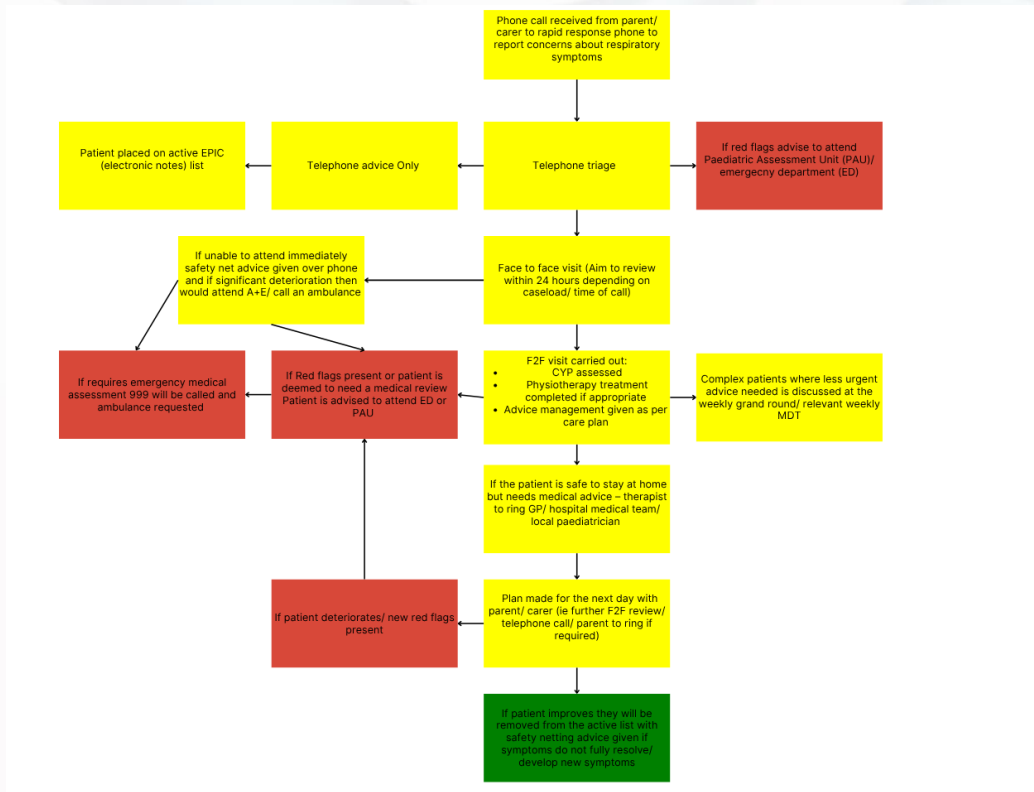 Phone call received from parent/
carer to rapid response phone to
report concerns about respiratory
symptoms
Patient placed on active EPIC
(electronic notes) list
Telephone advice Only
Telephone triage
If red flags advise to attend
Paediatric Assessment Unit (PAU)/
emergecny department (ED)
If unable to attend immediately
safety net advice given over phone
and if significant deterioration then
would attend A+E/ call an ambulance
Face to face visit (Aim to review
within 24 hours depending on
caseload/ time of call)
If requires emergency medical
assessment 999 will be called and
ambulance requested
If Red flags present or patient is
deemed to need a medical review
Patient is advised to attend ED or
PAU
F2F visit carried out:
• CYP assessed
• Physiotherapy treatment
completed if appropriate
• Advice management given as per
care plan
Complex patients where less urgent
advice needed is discussed at the
weekly grand round/ relevant weekly
MDT
If the patient is safe to stay at home
but needs medical advice – therapist
to ring GP/ hospital medical team/
local paediatrician
If patient deteriorates/ new red flags
present
Plan made for the next day with
parent/ carer (ie further F2F review/
telephone call/ parent to ring if
required)
If patient improves they will be
removed from the active list with
safety netting advice given if
symptoms do not fully resolve/
develop new symptoms